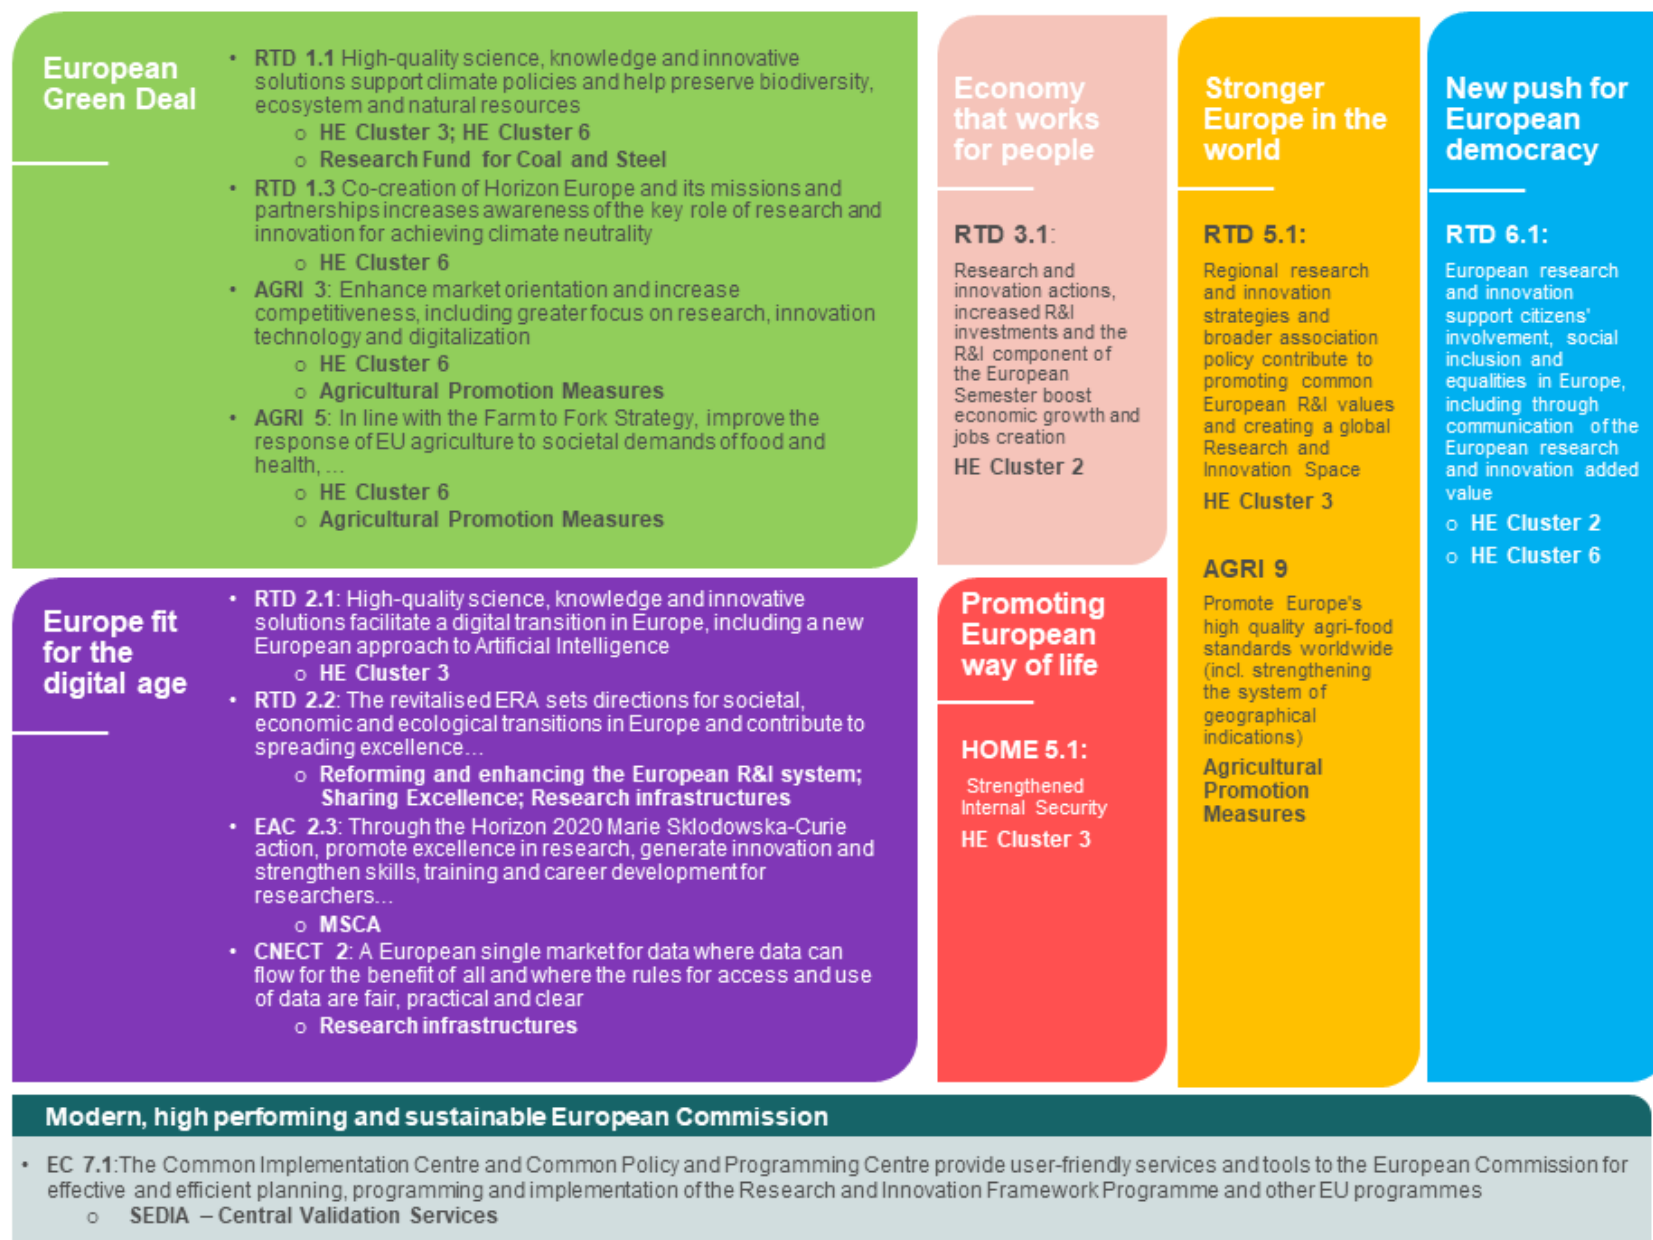 European
Green Deal
• RTD 1.1 High-quality science, knowledge and innovative
solutions support climate policies and help preserve biodiversity,
ecosystem and natural resources
o HE Cluster 3; HE Cluster 6
o Research Fund for Coal and Steel
• RTD 1.3 Co-creation of Horizon Europe and its missions and
partnerships increases awareness of the key role of research and
innovation for achieving climate neutrality
o HE Cluster 6
• AGRI 3: Enhance market orientation and increase
competitiveness, including greater focus on research, innovation
technology and digitalization
o HE Cluster 6
o Agricultural Promotion Measures
• AGRI 5: In line with the Farm to Fork Strategy, improve the
response of EU agriculture to societal demands of food and
health, ...
o HE Cluster 6
o Agricultural Promotion Measures
Economy
that works
for people
RTD 3.1:
Research and
innovation actions,
increased R&I
investments and the
R&I component of
the European
Semester boost
economic growth and
jobs creation
HE Cluster 2
Stronger
Europe in the
world
RTD 5.1:
Regional research
and innovation
strategies and
broader association
policy contribute to
promoting common
European R&I values
and creating a global
Research and
Innovation Space
HE Cluster 3
AGRI 9
Promote Europe's
high quality agri-food
standards worldwide
(incl. strengthening
the system of
geographical
indications)
Agricultural
Promotion
Measures
New push for
European
democracy
RTD 6.1:
European research
and innovation
support citizens'
involvement, social
inclusion and
equalities in Europe,
including through
communication of the
European research
and innovation added
value
o HE Cluster 2
o HE Cluster 6
Europe fit
for the
digital age
• RTD 2.1: High-quality science, knowledge and innovative
solutions facilitate a digital transition in Europe, including a new
European approach to Artificial Intelligence
o HE Cluster 3
• RTD 2.2: The revitalised ERA sets directions for societal,
economic and ecological transitions in Europe and contribute to
spreading excellence...
o Reforming and enhancing the European R&I system;
Sharing Excellence; Research infrastructures
• EAC 2.3: Through the Horizon 2020 Marie Sklodowska-Curie
action, promote excellence in research, generate innovation and
strengthen skills, training and career development for
researchers...
o MSCA
• CNECT 2: A European single market for data where data can
flow for the benefit of all and where the rules for access and use
of data are fair, practical and clear
o Research infrastructures
Promoting
European
way of life
HOME 5.1:
Strengthened
Internal Security
HE Cluster 3
Modern, high performing and sustainable European Commission
• EC 7.1:The Common Implementation Centre and Common Policy and Programming Centre provide user-friendly services and tools to the European Commission for
effective and efficient planning, programming and implementation of the Research and Innovation Framework Programme and other EU programmes
o SEDIA – Central Validation Services